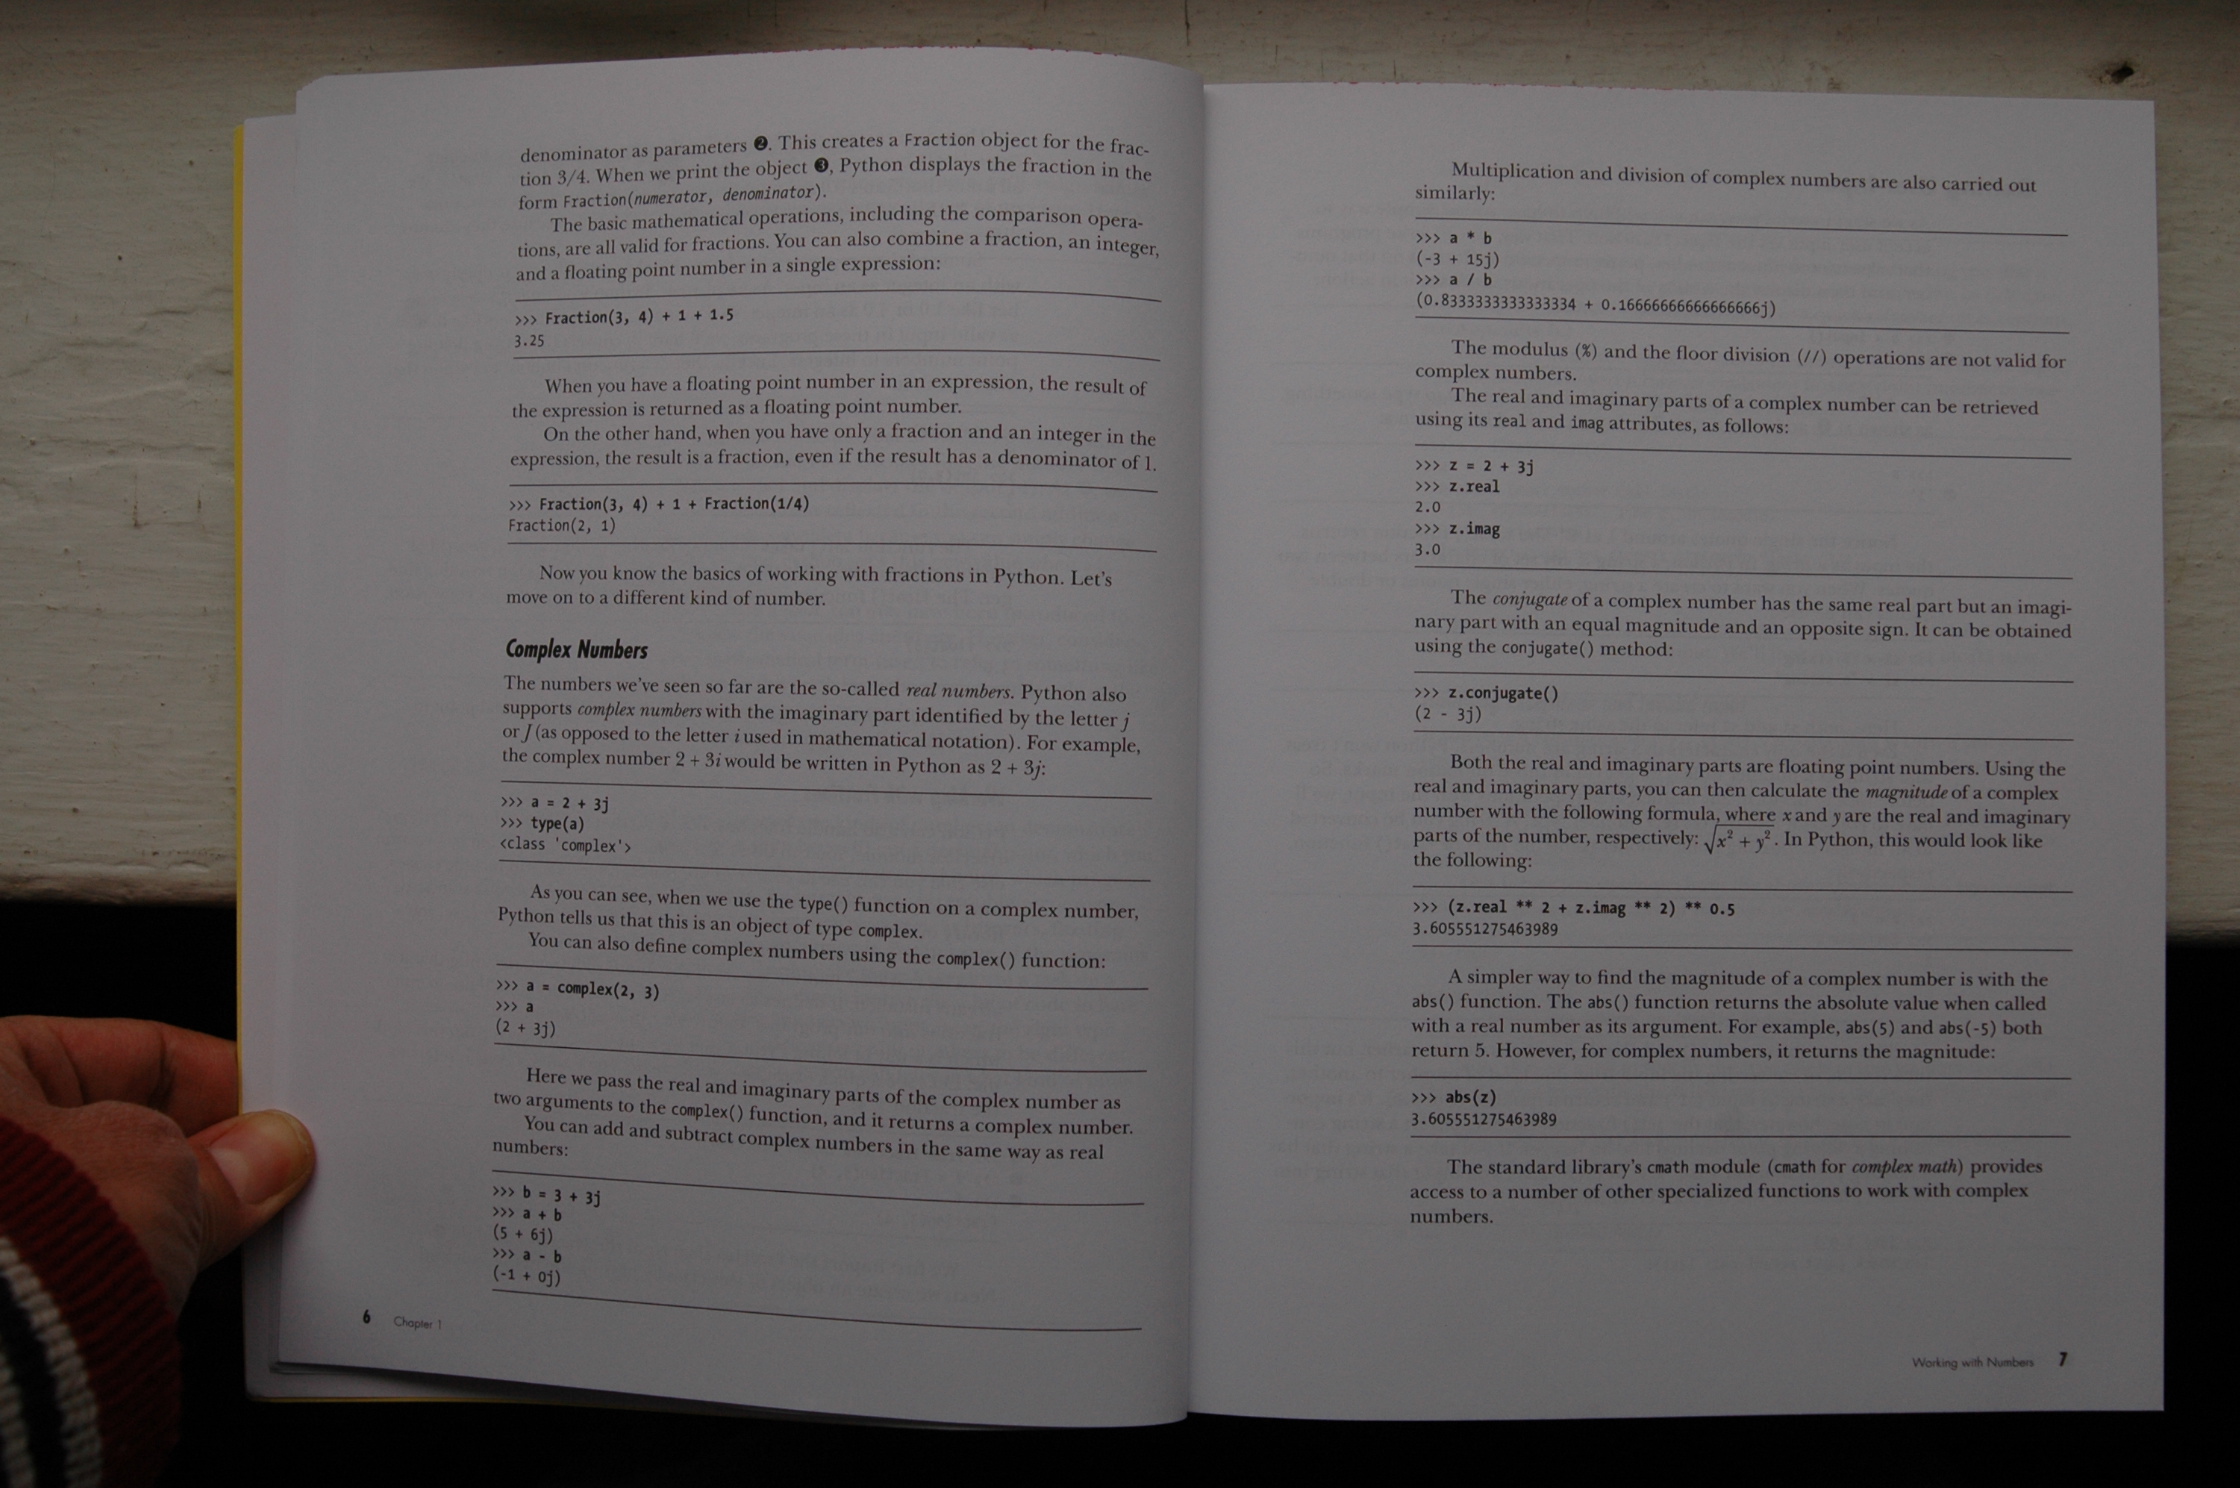 denominator as parameters ❷. This creates a Fraction object for the frac-
tion 3/4. When we print the object ❸, Python displays the fraction in the
form Fraction(numerator, denominator).
The basic mathematical operations, including the comparison opera-
tions, are all valid for fractions. You can also combine a fraction, an integer,
and a floating point number in a single expression:
>>> Fraction(3, 4) + 1 + 1.5
3.25
When you have a floating point number in an expression, the result of
the expression is returned as a floating point number.
On the other hand, when you have only a fraction and an integer in the
expression, the result is a fraction, even if the result has a denominator of 1.
>>> Fraction(3, 4) + 1 + Fraction(1/4)
Fraction(2, 1)
Now you know the basics of working with fractions in Python. Let's
move on to a different kind of number.
Complex Numbers
The numbers we've seen so far are the so-called real numbers. Python also
supports complex numbers with the imaginary part identified by the letter j
or J (as opposed to the letter i used in mathematical notation). For example,
the complex number 2 + 3i would be written in Python as 2 + 3j:
>>> a = 2 + 3j
>>> type(a)
<class 'complex'>
As you can see, when we use the type() function on a complex number,
Python tells us that this is an object of type complex.
You can also define complex numbers using the complex() function:
>>> a = complex(2, 3)
>>> a
(2 + 3j)
Here we pass the real and imaginary parts of the complex number as
two arguments to the complex() function, and it returns a complex number.
You can add and subtract complex numbers in the same way as real
numbers:
>>> b = 3 + 3j
>>> a + b
(5 + 6j)
>>> a - b
(-1 + 0j)
6 Chapter 1
Multiplication and division of complex numbers are also carried out
similarly:
>>> a * b
(-3 + 15j)
>>> a / b
(0.8333333333333334 + 0.16666666666666666j)
The modulus (%) and the floor division (//) operations are not valid for
complex numbers.
The real and imaginary parts of a complex number can be retrieved
using its real and imag attributes, as follows:
>>> z = 2 + 3j
>>> z.real
2.0
>>> z.imag
3.0
The conjugate of a complex number has the same real part but an imagi-
nary part with an equal magnitude and an opposite sign. It can be obtained
using the conjugate() method:
>>> z.conjugate()
(2 - 3j)
Both the real and imaginary parts are floating point numbers. Using the
real and imaginary parts, you can then calculate the magnitude of a complex
number with the following formula, where x and y are the real and imaginary
parts of the number, respectively: √x² + y². In Python, this would look like
the following:
>>> (z.real ** 2 + z.imag ** 2) ** 0.5
3.605551275463989
A simpler way to find the magnitude of a complex number is with the
abs() function. The abs() function returns the absolute value when called
with a real number as its argument. For example, abs(5) and abs(-5) both
return 5. However, for complex numbers, it returns the magnitude:
>>> abs(z)
3.605551275463989
The standard library's cmath module (cmath for complex math) provides
access to a number of other specialized functions to work with complex
numbers.
Working with Numbers 7